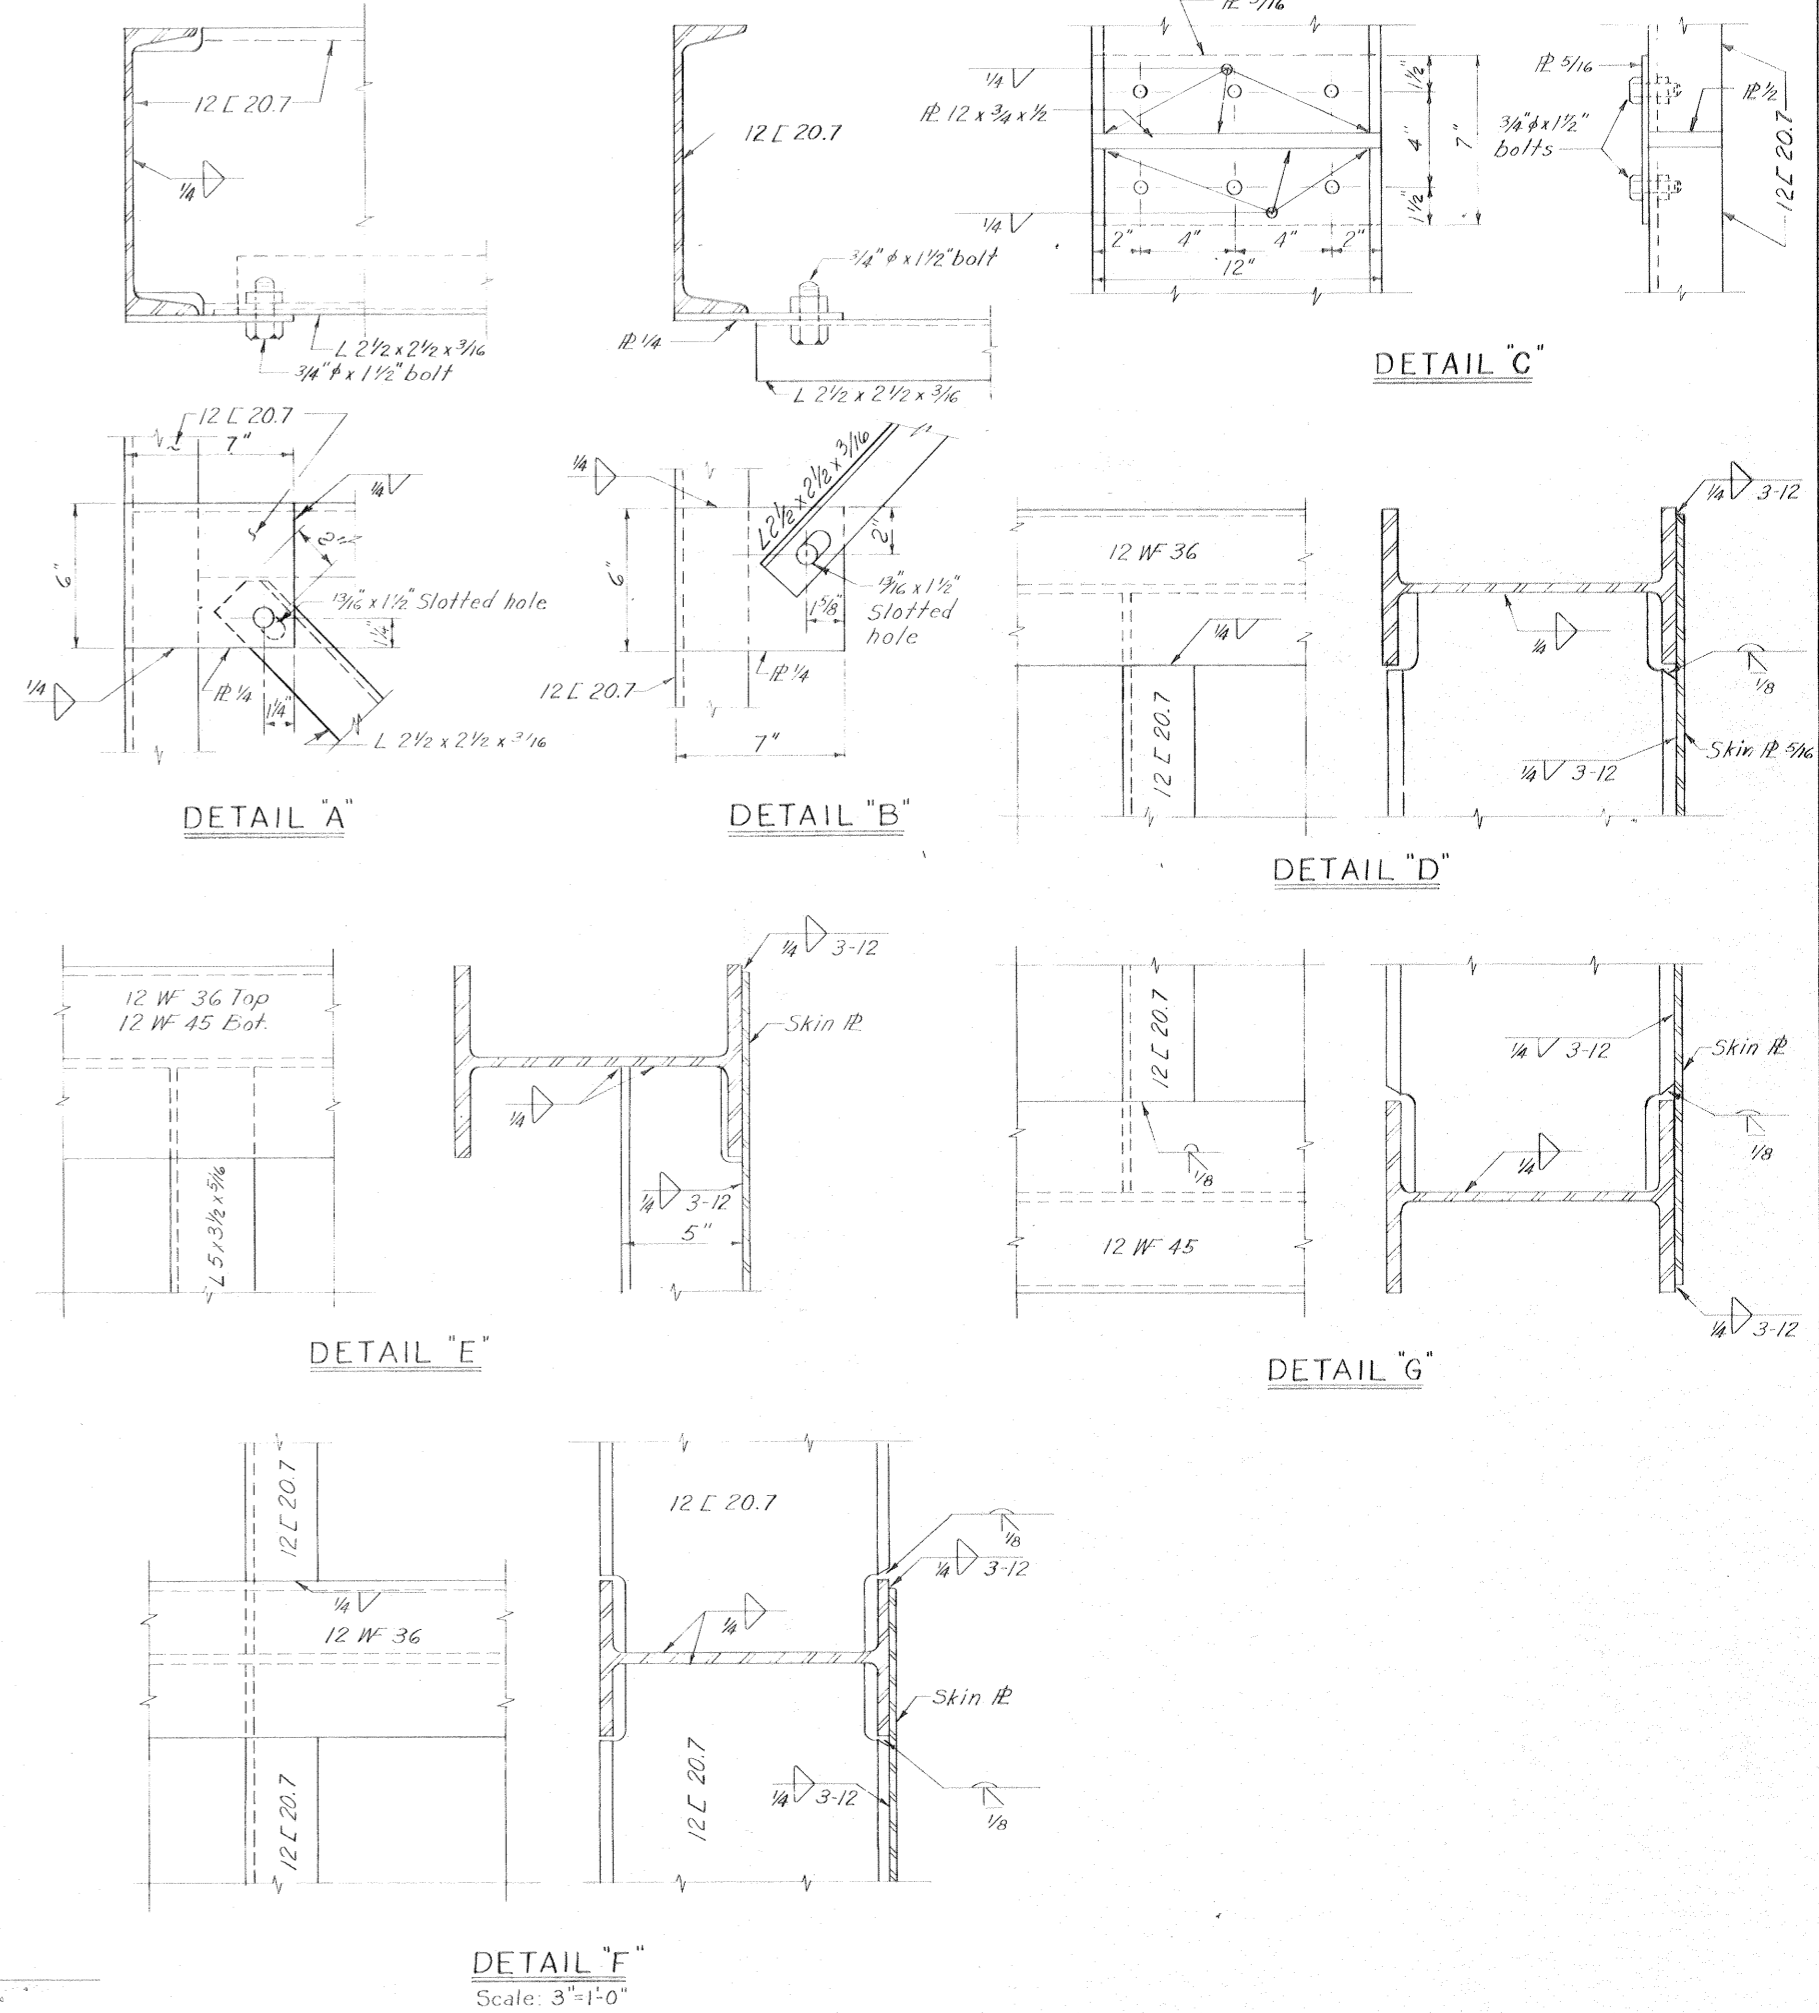 12 [ 20.7
1/4
L 2 1/2 x 2 1/2 x 3/16
3/4" ϕ x 1 1/2" bolt
12 [ 20.7
7"
1/4
6"
2"
13/16" x 1 1/2" Slotted hole
1 1/4"
1/4
PL 1/4
1 1/4"
L 2 1/2 x 2 1/2 x 3/16
DETAIL "A"
12 [ 20.7
3/4" ϕ x 1 1/2" bolt
PL 1/4
L 2 1/2 x 2 1/2 x 3/16
1/4
L 2 1/2 x 2 1/2 x 3/16
2"
6"
13/16" x 1 1/2"
Slotted
hole
1 5/8"
PL 1/4
12 [ 20.7
7"
DETAIL "B"
1/4
PL 12 x 3/4 x 1/2
1/4
1 1/2"
4"
7"
1 1/2"
2"
4"
4"
2"
12"
PL 5/16
PL 1/2
3/4" ϕ x 1 1/2"
bolts
12 [ 20.7
DETAIL "C"
12 WF 36
1/4
12 [ 20.7
1/4 3-12
1/4
1/8
Skin PL 5/16
1/4 3-12
DETAIL "D"
12 WF 36 Top
12 WF 45 Bot.
L 5 x 3 1/2 x 5/16
1/4 3-12
Skin PL
1/4
1/4 3-12
5"
DETAIL "E"
12 [ 20.7
1/8
12 WF 45
1/4 3-12
Skin PL
1/8
1/4
1/4 3-12
DETAIL "G"
12 [ 20.7
1/4
12 WF 36
12 [ 20.7
12 [ 20.7
1/8
1/4 3-12
1/4
Skin PL
12 [ 20.7
1/4 3-12
1/8
DETAIL "F"
Scale: 3"=1'-0"